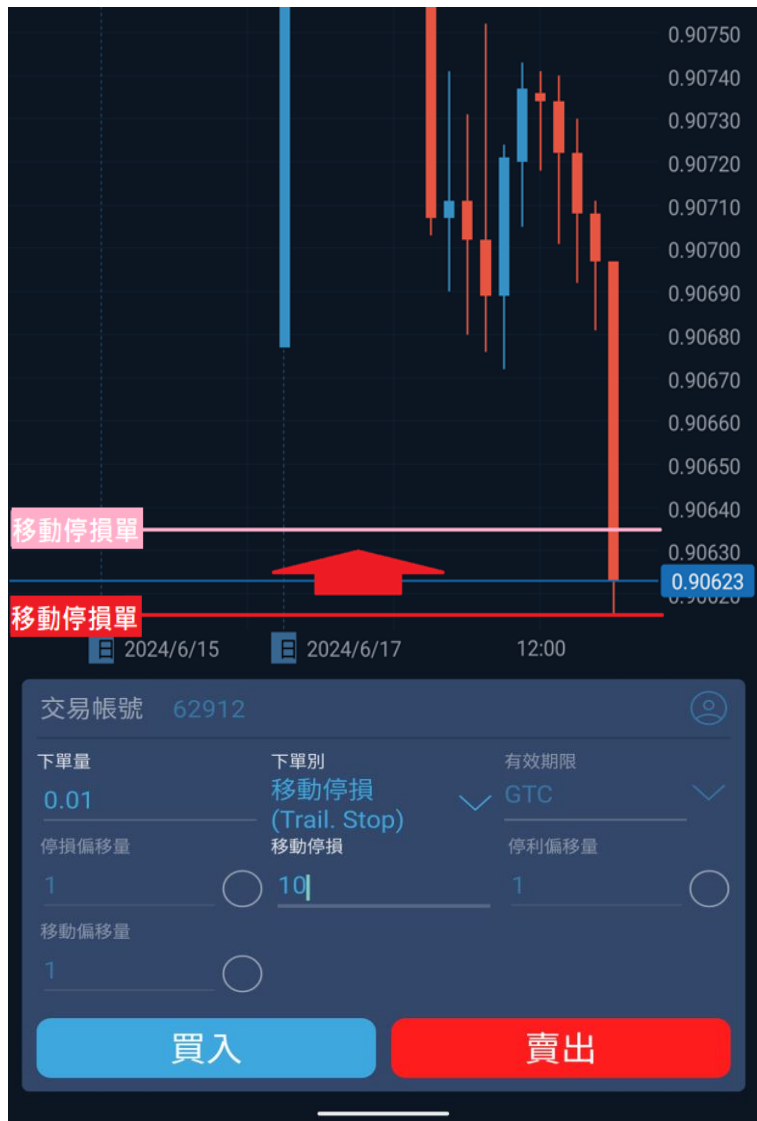 0.90750
0.90740
0.90730
0.90720
0.90710
0.90700
0.90690
0.90680
0.90670
0.90660
0.90650
0.90640
移動停損單
0.90630
0.90623
0.90620
移動停損單
2024/6/15 2024/6/17 12:00
交易帳號 62912
下單量 下單別 有效期限
0.01 移動停損 GTC
(Trail. Stop)
停損偏移量 移動停損 停利偏移量
1 10 1
移動偏移量
1
買入 賣出